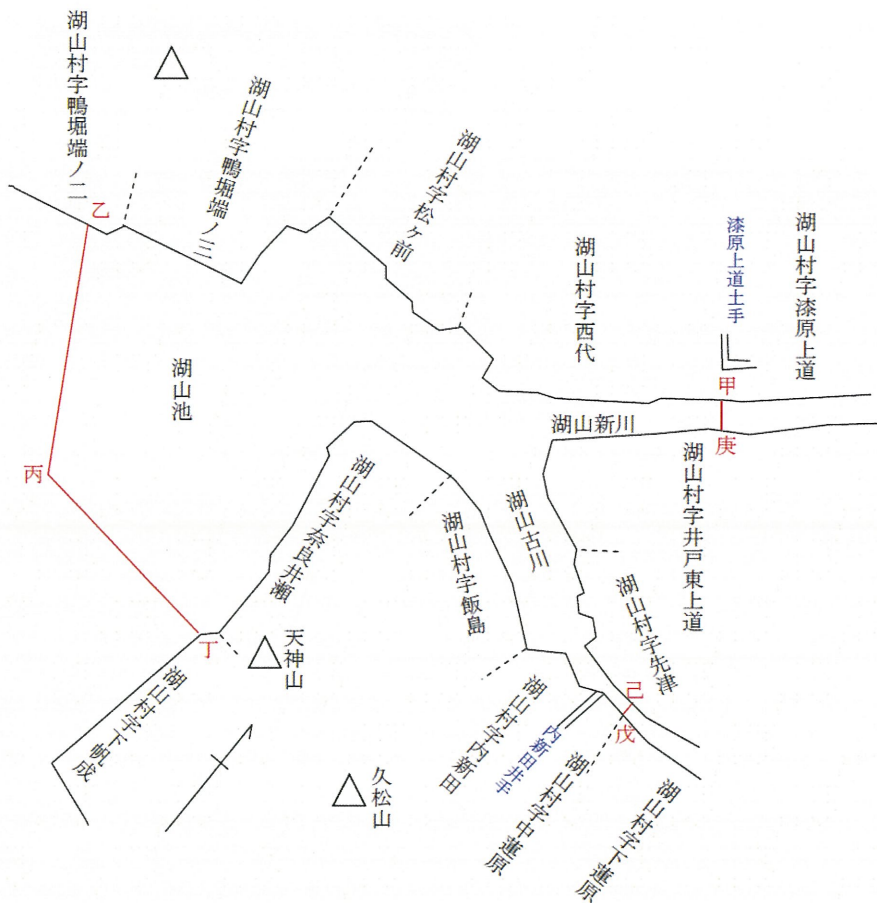 湖山村字漆原上道
漆原上道土手
甲
庚
湖山村字西代
湖山新川
湖山村字井戸東上道
湖山村字松ヶ前
湖山村字鴨堀端ノ三
湖山村字鴨堀端ノ二
乙
湖山池
丙
丁
湖山村字奈良井瀬
湖山村字飯島
湖山古川
湖山村字先津
己
戊
天神山
湖山村字下帆成
湖山村字内新田
内新田井手
湖山村字中蓮原
湖山村字下蓮原
久松山